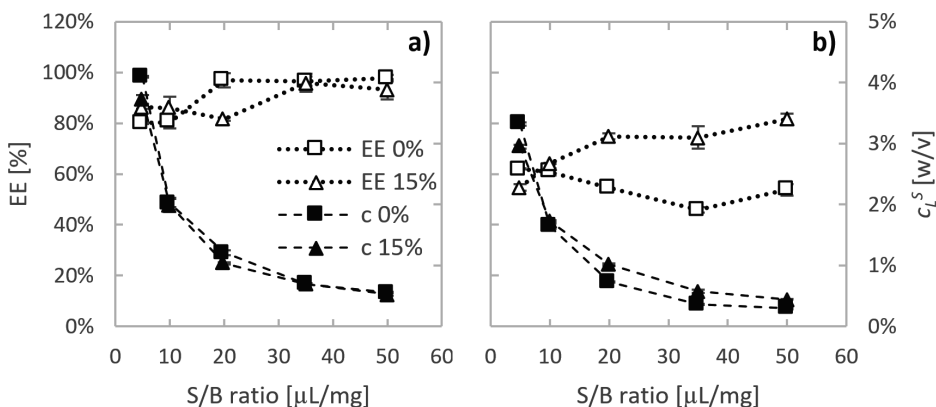 120%
100%
80%
60%
40%
20%
0%
EE [%]
a)
EE 0%
EE 15%
c 0%
c 15%
0 10 20 30 40 50 60
S/B ratio [μL/mg]
b)
5%
4%
3%
2%
1%
0%
c_L^S [w/v]
0 10 20 30 40 50 60
S/B ratio [μL/mg]